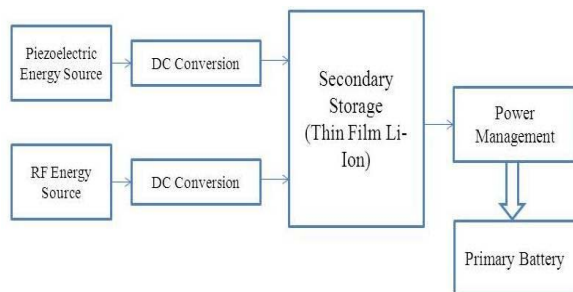 Piezoelectric
Energy Source
DC Conversion
Secondary
Storage
(Thin Film Li-
Ion)
Power
Management
RF Energy
Source
DC Conversion
Primary Battery